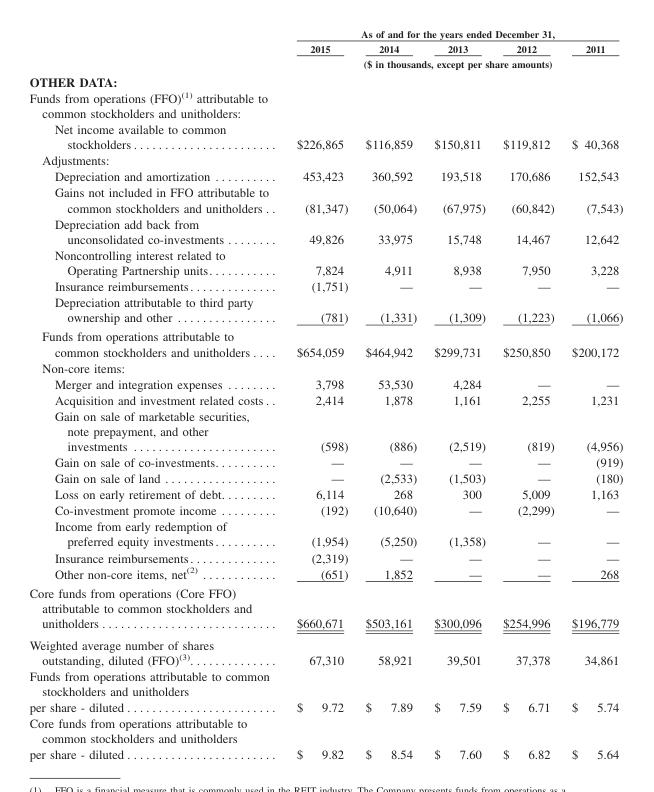 As of and for the years ended December 31,
2015 2014 2013 2012 2011
($ in thousands, except per share amounts)
OTHER DATA:
Funds from operations (FFO)(1) attributable to
common stockholders and unitholders:
Net income available to common
stockholders . . . . . . . . . . . . . . . . . . . . . . . $226,865 $116,859 $150,811 $119,812 $ 40,368
Adjustments:
Depreciation and amortization . . . . . . . . . . 453,423 360,592 193,518 170,686 152,543
Gains not included in FFO attributable to
common stockholders and unitholders . . (81,347) (50,064) (67,975) (60,842) (7,543)
Depreciation add back from
unconsolidated co-investments . . . . . . . . 49,826 33,975 15,748 14,467 12,642
Noncontrolling interest related to
Operating Partnership units. . . . . . . . . . . 7,824 4,911 8,938 7,950 3,228
Insurance reimbursements. . . . . . . . . . . . . . (1,751) — — — —
Depreciation attributable to third party
ownership and other . . . . . . . . . . . . . . . . (781) (1,331) (1,309) (1,223) (1,066)
Funds from operations attributable to
common stockholders and unitholders . . . . $654,059 $464,942 $299,731 $250,850 $200,172
Non-core items:
Merger and integration expenses . . . . . . . . 3,798 53,530 4,284 — —
Acquisition and investment related costs . . 2,414 1,878 1,161 2,255 1,231
Gain on sale of marketable securities,
note prepayment, and other
investments . . . . . . . . . . . . . . . . . . . . . . . (598) (886) (2,519) (819) (4,956)
Gain on sale of co-investments. . . . . . . . . . — — — — (919)
Gain on sale of land . . . . . . . . . . . . . . . . . . — (2,533) (1,503) — (180)
Loss on early retirement of debt. . . . . . . . . 6,114 268 300 5,009 1,163
Co-investment promote income . . . . . . . . . (192) (10,640) — (2,299) —
Income from early redemption of
preferred equity investments . . . . . . . . . . (1,954) (5,250) (1,358) — —
Insurance reimbursements. . . . . . . . . . . . . . (2,319) — — — —
Other non-core items, net(2) . . . . . . . . . . . . (651) 1,852 — — 268
Core funds from operations (Core FFO)
attributable to common stockholders and
unitholders . . . . . . . . . . . . . . . . . . . . . . . . . . . . $660,671 $503,161 $300,096 $254,996 $196,779
Weighted average number of shares
outstanding, diluted (FFO)(3). . . . . . . . . . . . . . 67,310 58,921 39,501 37,378 34,861
Funds from operations attributable to common
stockholders and unitholders
per share - diluted . . . . . . . . . . . . . . . . . . . . . . . . $ 9.72 $ 7.89 $ 7.59 $ 6.71 $ 5.74
Core funds from operations attributable to
common stockholders and unitholders
per share - diluted . . . . . . . . . . . . . . . . . . . . . . . . $ 9.82 $ 8.54 $ 7.60 $ 6.82 $ 5.64
(1) FFO is a financial measure that is commonly used in the REIT industry. The Company presents funds from operations as a